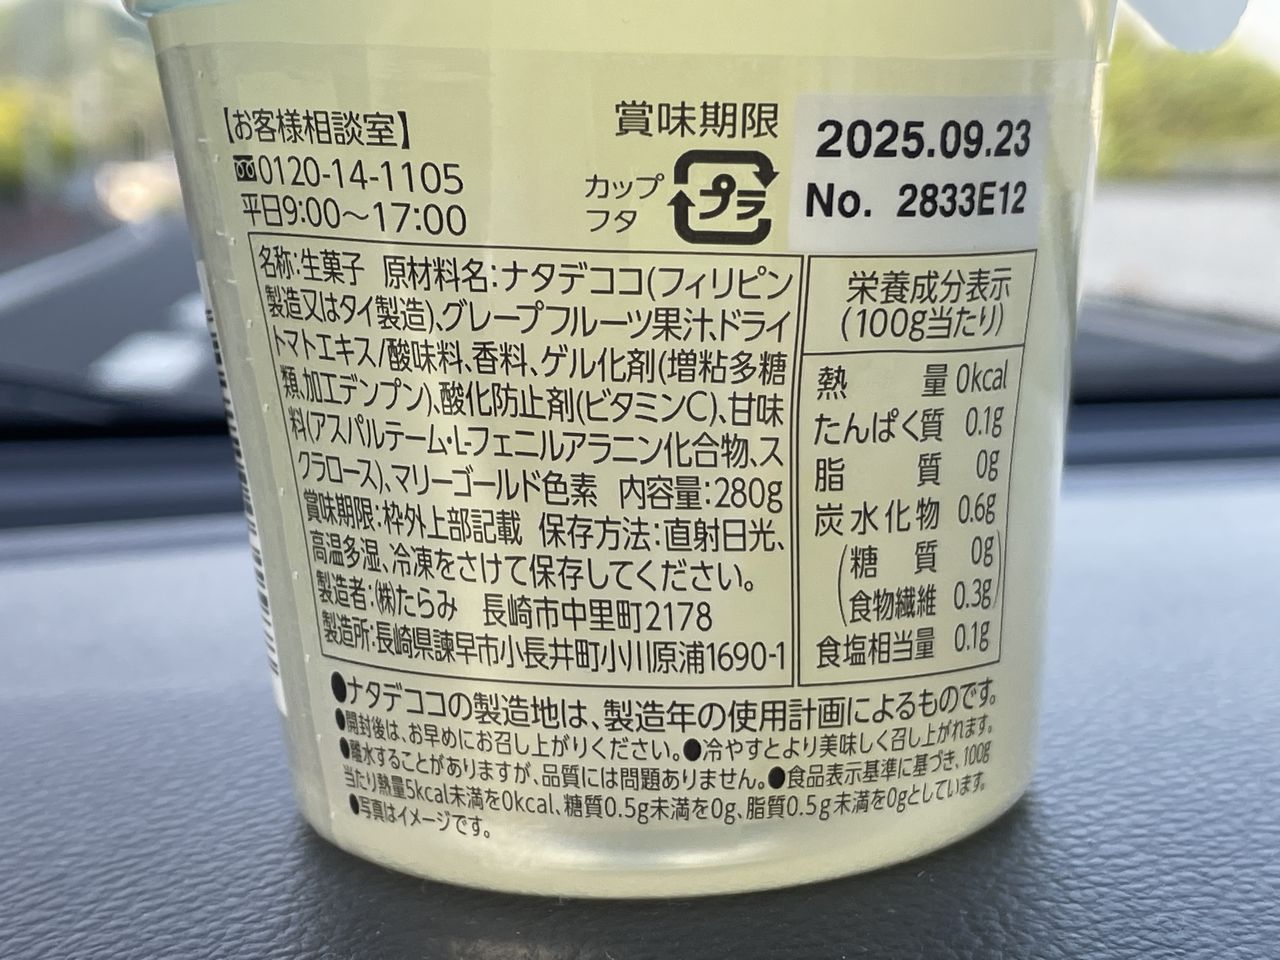 【お客様相談室】
0120-14-1105
平日9:00〜17:00
賞味期限
カップ
フタ
プラ
2025.09.23
No. 2833E12
名称:生菓子 原材料名:ナタデココ(フィリピン
製造又はタイ製造)、グレープフルーツ果汁、ドライ
トマトエキス/酸味料、香料、ゲル化剤(増粘多糖
類、加工デンプン)、酸化防止剤(ビタミンC)、甘味
料(アスパルテーム・L-フェニルアラニン化合物、ス
クラロース)、マリーゴールド色素 内容量:280g
賞味期限:枠外上部記載 保存方法:直射日光、
高温多湿、冷凍をさけて保存してください。
製造者:㈱たらみ 長崎市中里町2178
製造所:長崎県諫早市小長井町小川原浦1690-1
栄養成分表示
(100g当たり)
熱量 0kcal
たんぱく質 0.1g
脂質 0g
炭水化物 0.6g
(糖質 0g)
(食物繊維 0.3g)
食塩相当量 0.1g
●ナタデココの製造地は、製造年の使用計画によるものです。
●開封後は、お早めにお召し上がりください。●冷やすとより美味しく召し上がれます。
●離水することがありますが、品質には問題ありません。●食品表示基準に基づき、100g
当たり熱量5kcal未満を0kcal、糖質0.5g未満を0g、脂質0.5g未満を0gとしています。
●写真はイメージです。